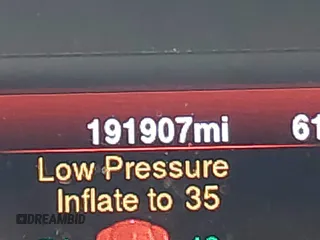 191907mi 61
Low Pressure
Inflate to 35
DREAMBID